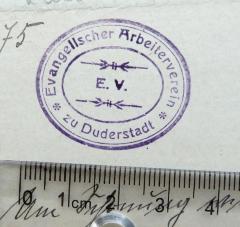 75
Evangelischer Arbeiterverein
E. V.
* zu Duderstadt *
0 1cm 2 3 4